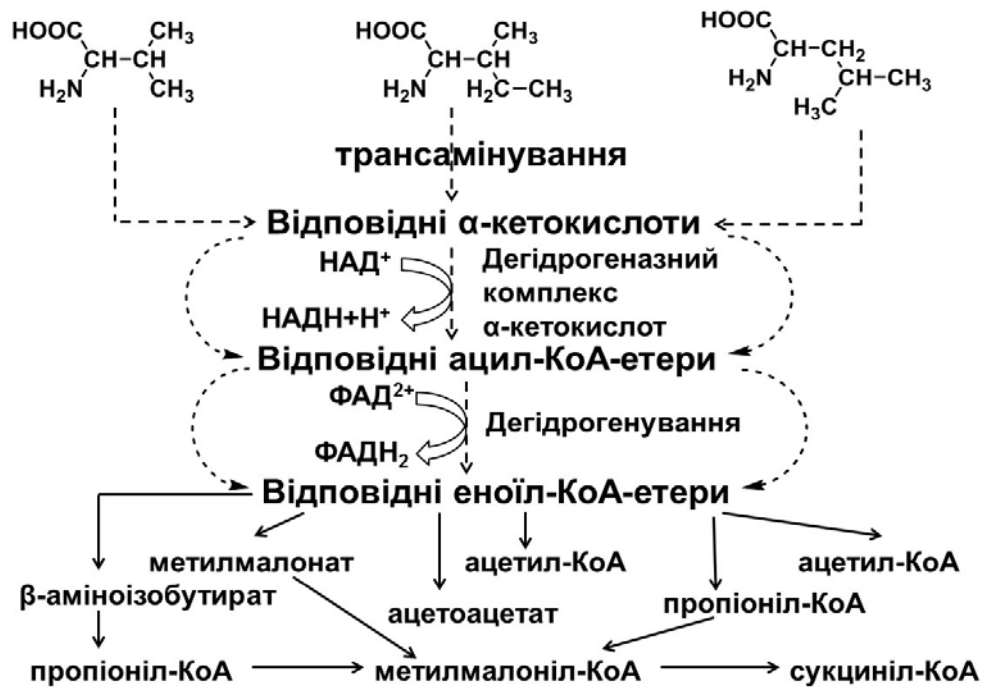 HOOC CH₃ HOOC CH₃ HOOC
CH–CH CH–CH CH–CH₂
H₂N CH₃ H₂N H₂C–CH₃ H₂N CH–CH₃
H₃C
трансамінування
Відповідні α-кетокислоти
НАД⁺ Дегідрогеназний
комплекс
НАДН+Н⁺ α-кетокислот
Відповідні ацил-КоА-етери
ФАД²⁺
Дегідрогенування
ФАДН₂
Відповідні еноїл-КоА-етери
метилмалонат ацетил-КоА ацетил-КоА
β-аміноізобутират ацетоацетат пропіоніл-КоА
пропіоніл-КоА метилмалоніл-КоА сукциніл-КоА